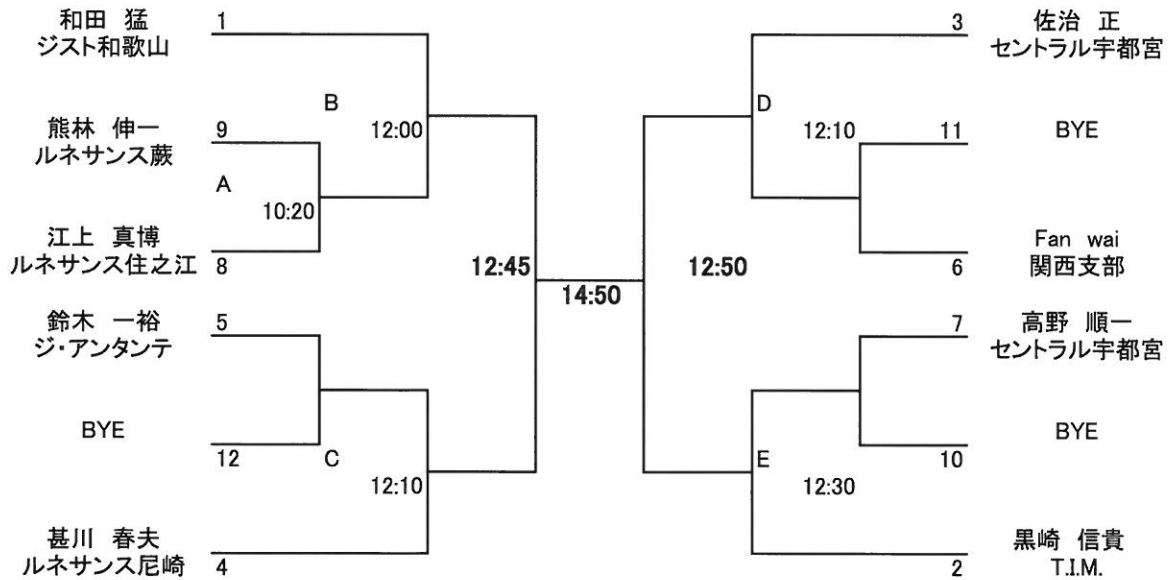 和田 猛
ジスト和歌山
1
B
12:00
熊林 伸一
ルネサンス蕨
9
A
10:20
江上 真博
ルネサンス住之江
8
12:45
鈴木 一裕
ジ・アンタンテ
5
BYE
12
C
12:10
甚川 春夫
ルネサンス尼崎
4
14:50
3
佐治 正
セントラル宇都宮
D
12:10
11
BYE
Fan wai
関西支部
6
12:50
7
高野 順一
セントラル宇都宮
BYE
10
E
12:30
黒崎 信貴
T.I.M.
2